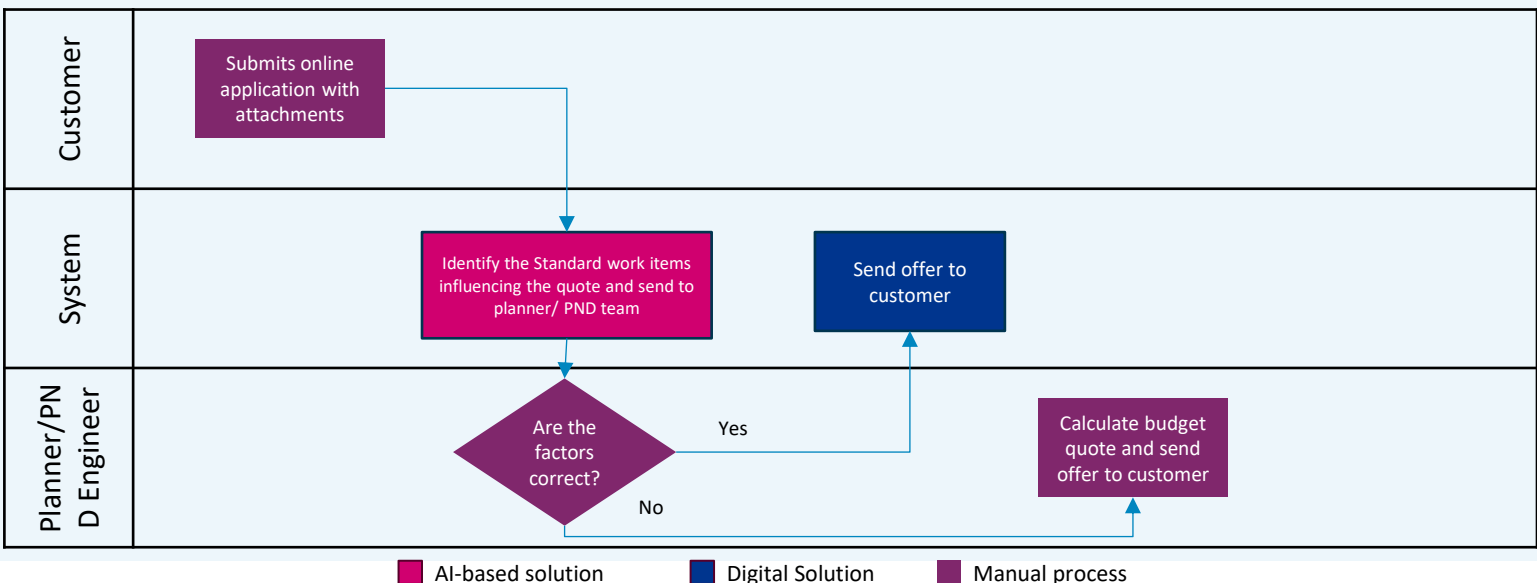 Customer
Submits online
application with
attachments
System
Identify the Standard work items
influencing the quote and send to
planner/ PND team
Send offer to
customer
Planner/PN
D Engineer
Are the
factors
correct?
Yes
No
Calculate budget
quote and send
offer to customer
AI-based solution
Digital Solution
Manual process